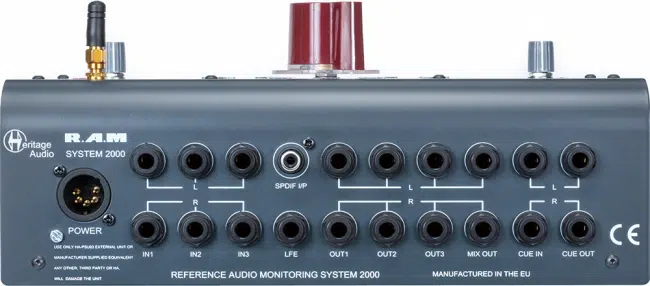 Heritage
Audio
R.A.M
SYSTEM 2000
SPDIF I/P
L
L
L
R
R
R
POWER
IN1 IN2 IN3 LFE OUT1 OUT2 OUT3 MIX OUT CUE IN CUE OUT
USE ONLY HA-PSU60 EXTERNAL UNIT OR
MANUFACTURER SUPPLIED EQUIVALENT
ANY OTHER, THIRD PARTY OR HA,
WILL DAMAGE THE UNIT
REFERENCE AUDIO MONITORING SYSTEM 2000
MANUFACTURED IN THE EU
CE